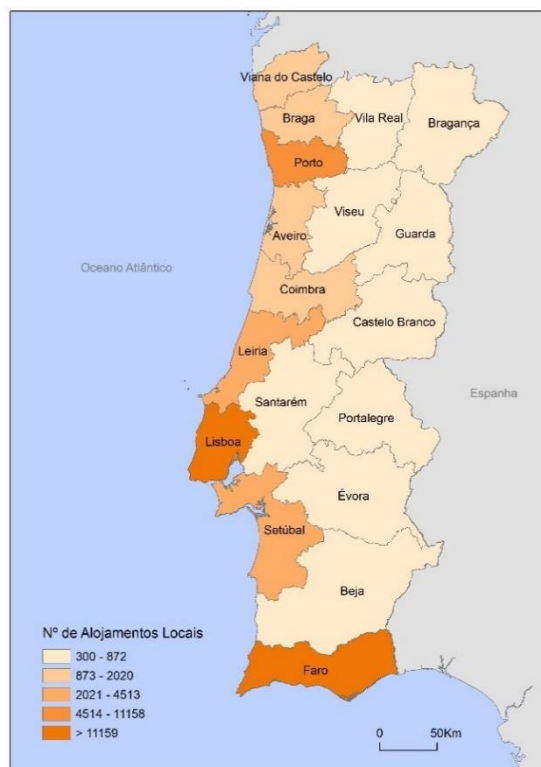 Viana do Castelo
Braga
Vila Real
Bragança
Porto
Viseu
Aveiro
Guarda
Oceano Atlântico
Coimbra
Castelo Branco
Leiria
Espanha
Santarém
Portalegre
Lisboa
Évora
Setúbal
Beja
Nº de Alojamentos Locais
300 - 872
873 - 2020
2021 - 4513
4514 - 11158
> 11159
Faro
0 50Km